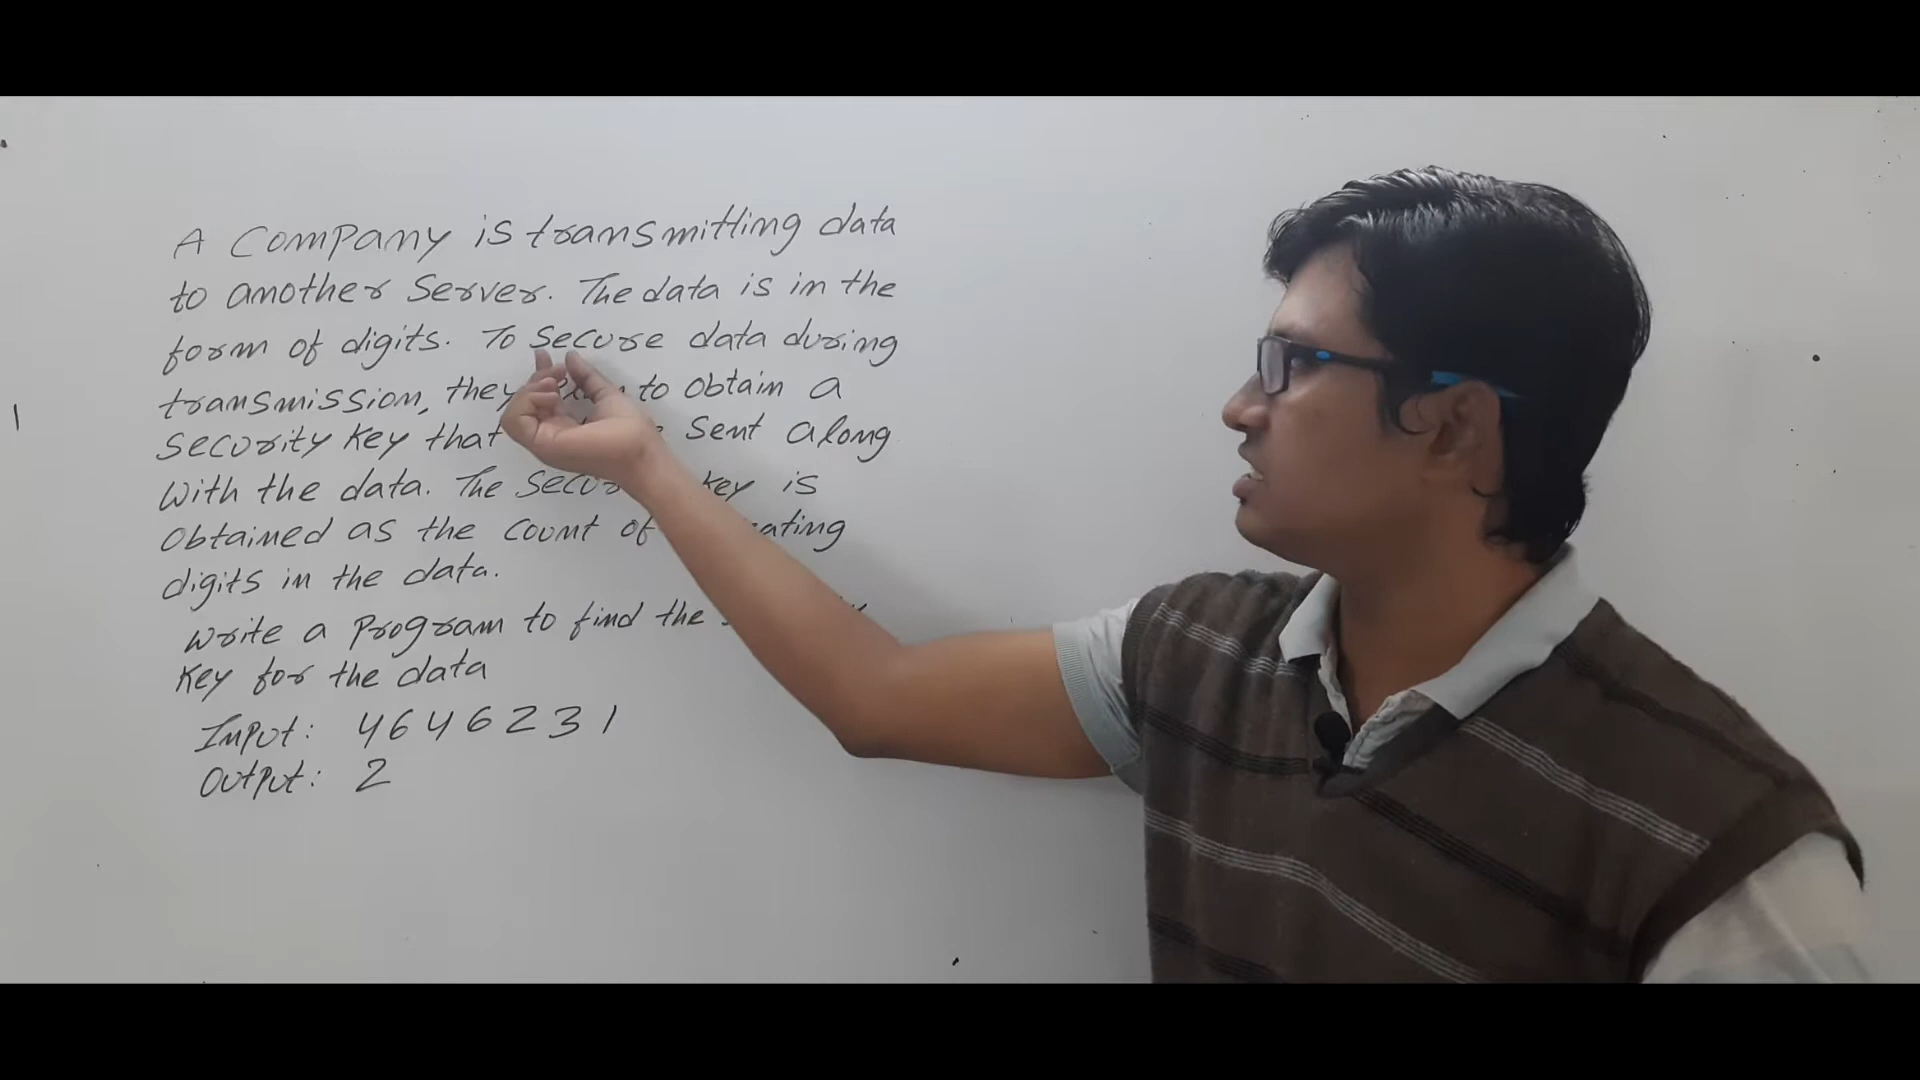 A Company is transmitting data
to another Server. The data is in the
form of digits. To Secure data during
transmission, they to obtain a
Security Key that Sent along
With the data. The key is
Obtained as the Count of
digits in the data.
Write a Program to find the
Key for the data
Input: 4646231
Output: 2